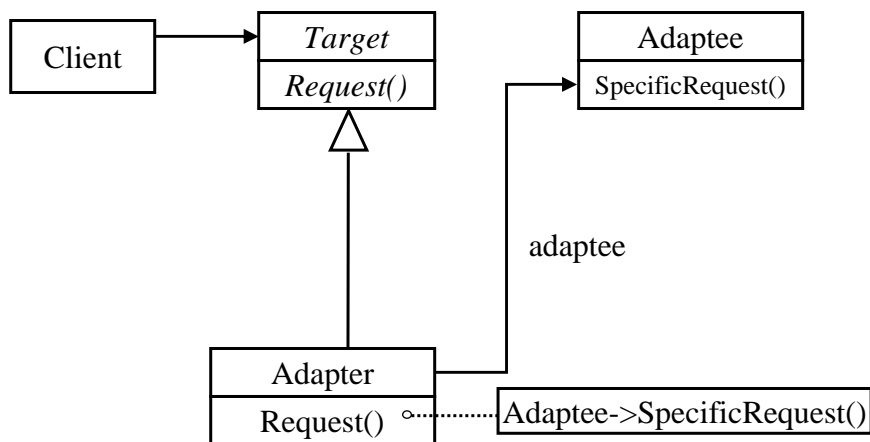 Client
Target
Request()
Adaptee
SpecificRequest()
adaptee
Adapter
Request()
Adaptee->SpecificRequest()